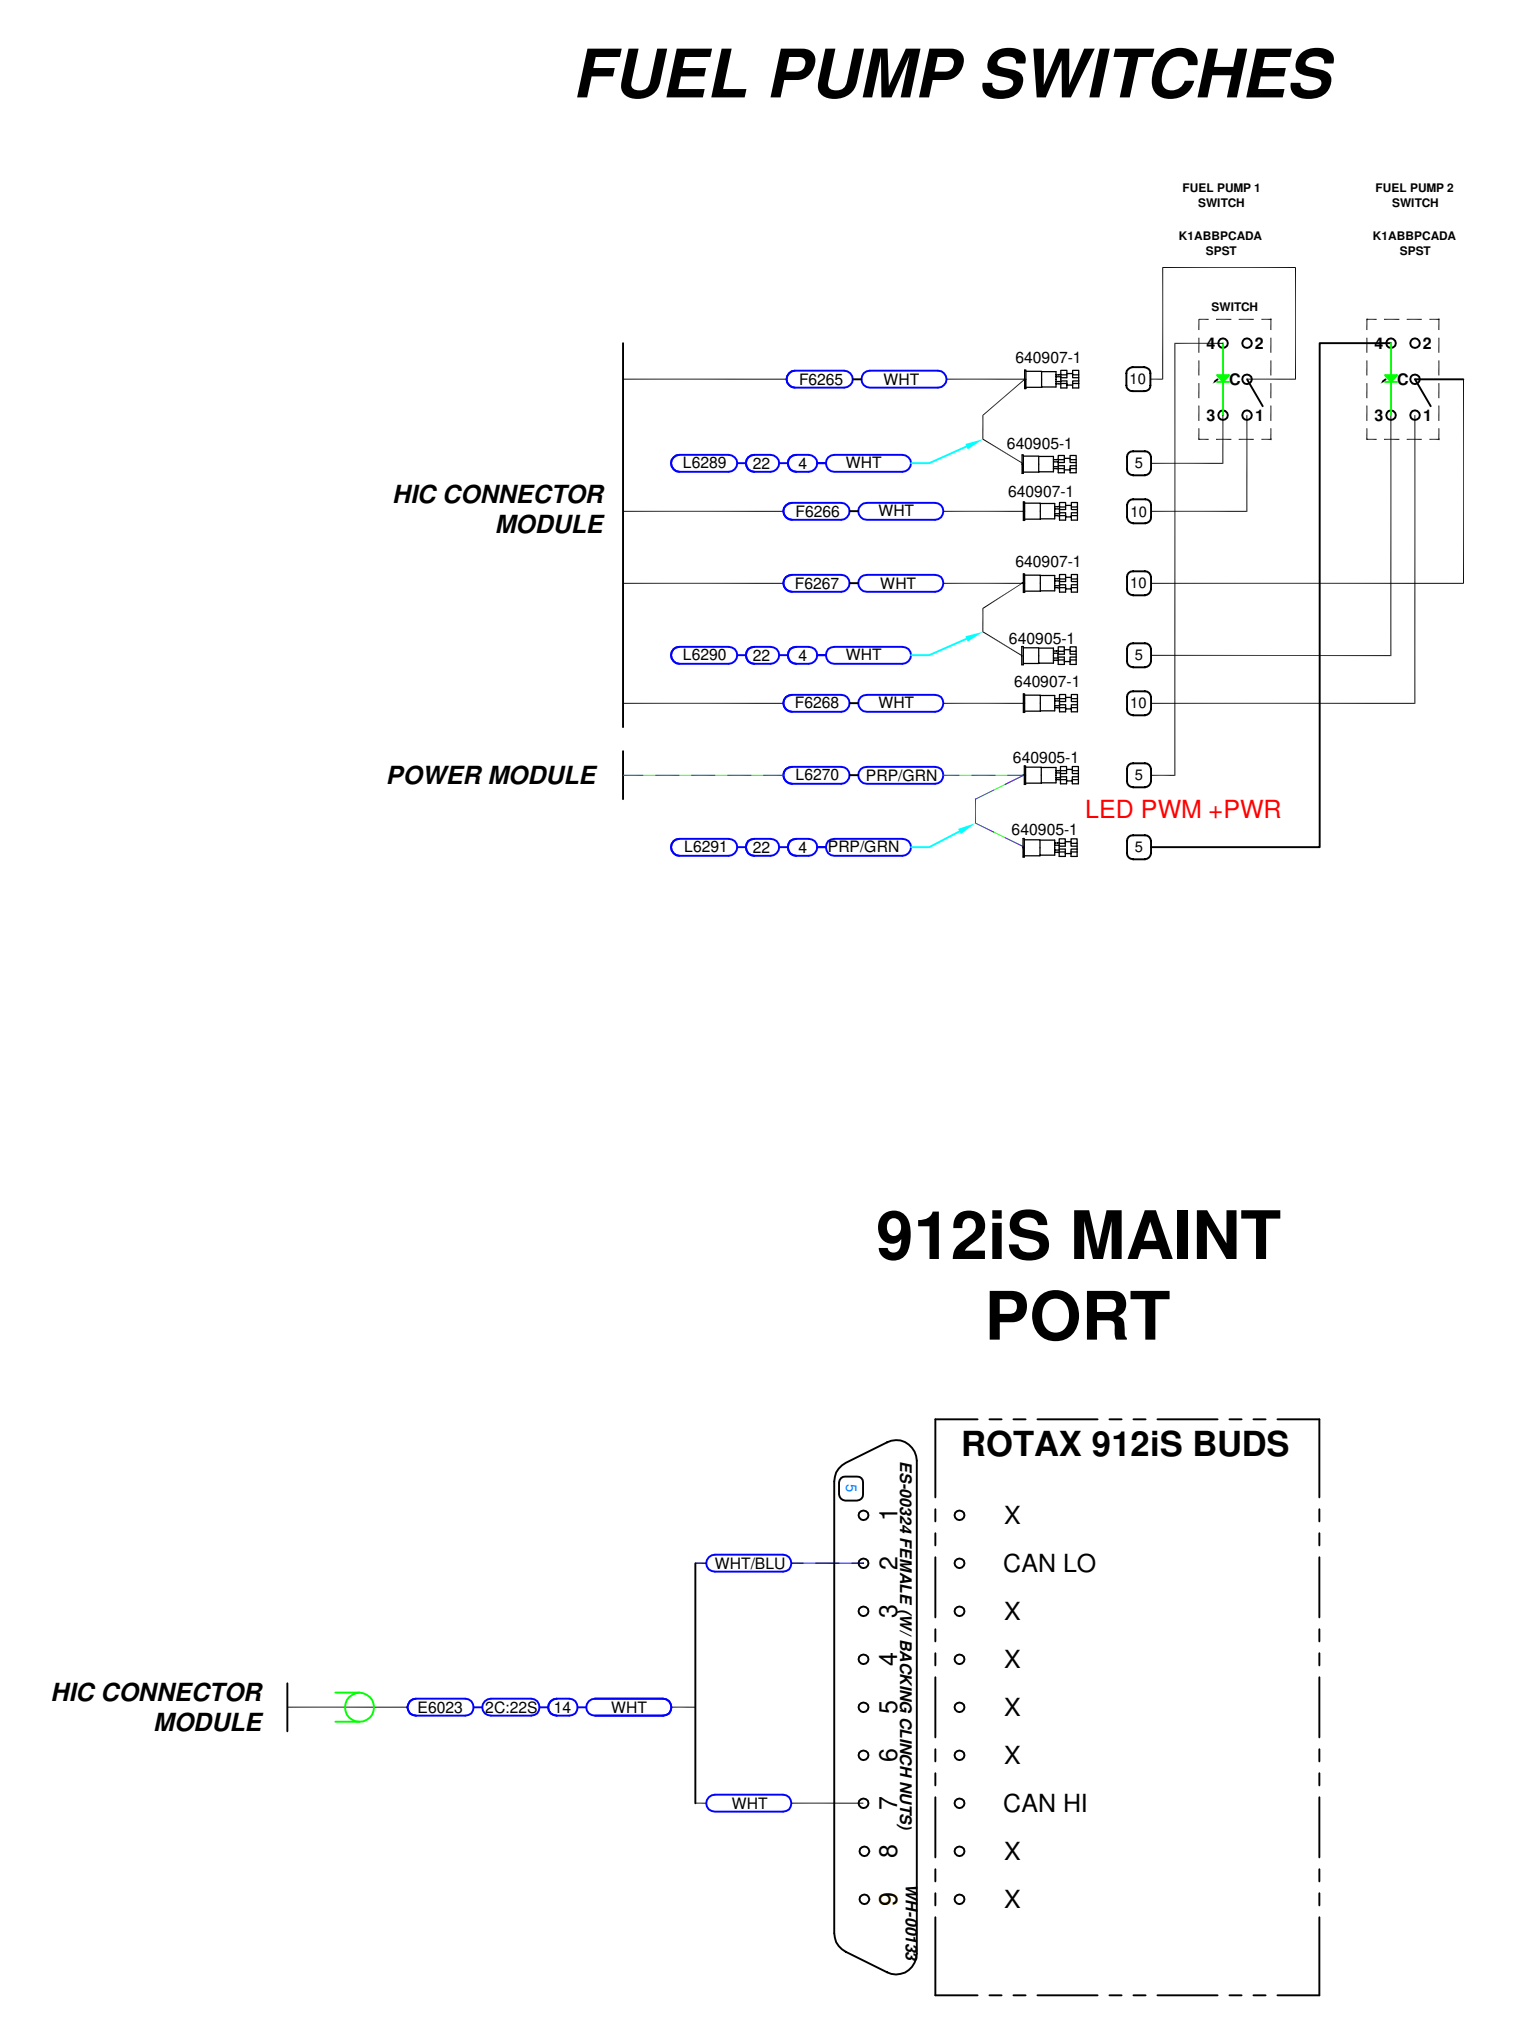 FUEL PUMP SWITCHES
FUEL PUMP 1
SWITCH
K1ABBPCADA
SPST
FUEL PUMP 2
SWITCH
K1ABBPCADA
SPST
SWITCH
4 2
C
3 1
4 2
C
3 1
HIC CONNECTOR
MODULE
F6265 WHT 640907-1 10
L6289 22 4 WHT 640905-1 5
F6266 WHT 640907-1 10
F6267 WHT 640907-1 10
L6290 22 4 WHT 640905-1 5
F6268 WHT 640907-1 10
POWER MODULE
L6270 PRP/GRN 640905-1 5
LED PWM +PWR
L6291 22 4 PRP/GRN 640905-1 5
912iS MAINT
PORT
ROTAX 912iS BUDS
HIC CONNECTOR
MODULE
E6023 2C:22S 14 WHT
WHT/BLU
WHT
5
ES-00324 FEMALE (W/ BACKING CLINCH NUTS)
WH-00133
1 X
2 CAN LO
3 X
4 X
5 X
6 X
7 CAN HI
8 X
9 X